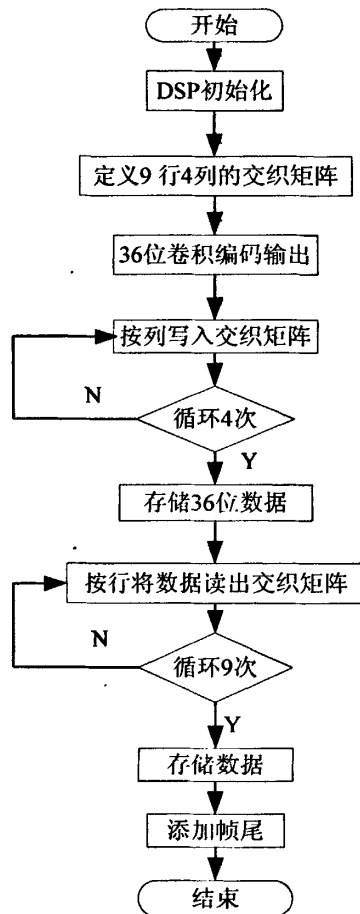 开始
DSP初始化
定义9 行4列的交织矩阵
36位卷积编码输出
按列写入交织矩阵
N
循环4次
Y
存储36位数据
按行将数据读出交织矩阵
N
循环9次
Y
存储数据
添加帧尾
结束